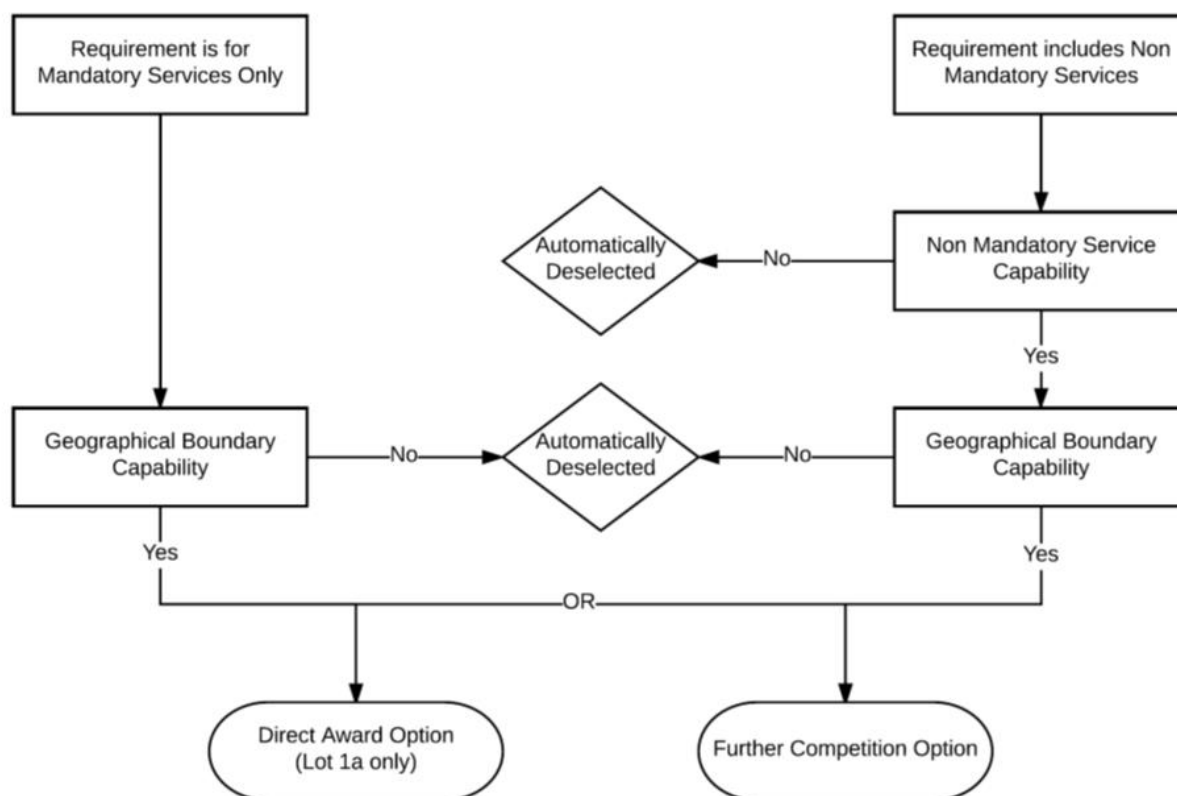 Requirement is for
Mandatory Services Only
Requirement includes Non
Mandatory Services
Automatically
Deselected
No
Non Mandatory Service
Capability
Yes
Geographical Boundary
Capability
No
Automatically
Deselected
No
Geographical Boundary
Capability
Yes
Yes
OR
Direct Award Option
(Lot 1a only)
Further Competition Option